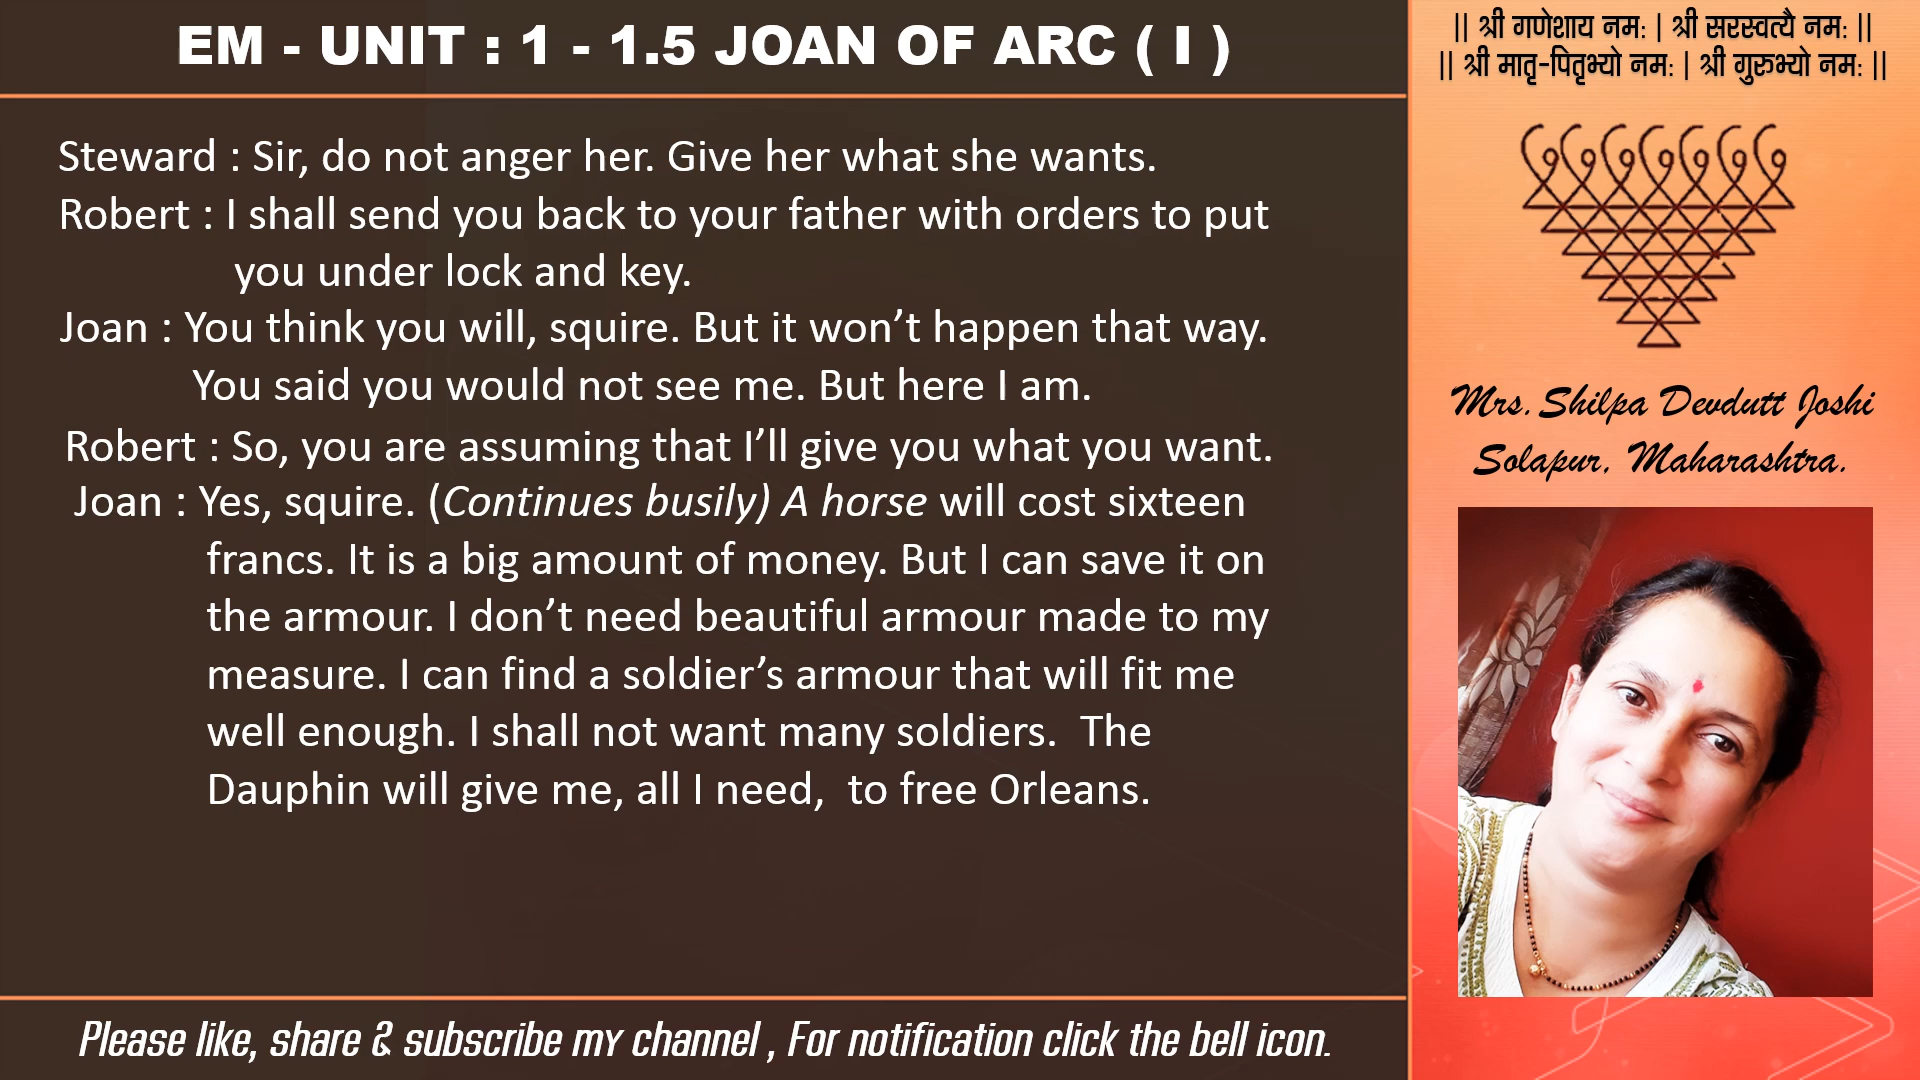 EM - UNIT : 1 - 1.5 JOAN OF ARC ( I )
Steward : Sir, do not anger her. Give her what she wants.
Robert : I shall send you back to your father with orders to put
you under lock and key.
Joan : You think you will, squire. But it won’t happen that way.
You said you would not see me. But here I am.
Robert : So, you are assuming that I’ll give you what you want.
Joan : Yes, squire. (Continues busily) A horse will cost sixteen
francs. It is a big amount of money. But I can save it on
the armour. I don’t need beautiful armour made to my
measure. I can find a soldier’s armour that will fit me
well enough. I shall not want many soldiers.  The
Dauphin will give me, all I need,  to free Orleans.
Please like, share & subscribe my channel , For notification click the bell icon.
|| श्री गणेशाय नमः | श्री सरस्वत्यै नमः ||
|| श्री मातृ-पितृभ्यो नमः | श्री गुरुभ्यो नमः ||
Mrs. Shilpa Devdutt Joshi
Solapur, Maharashtra.